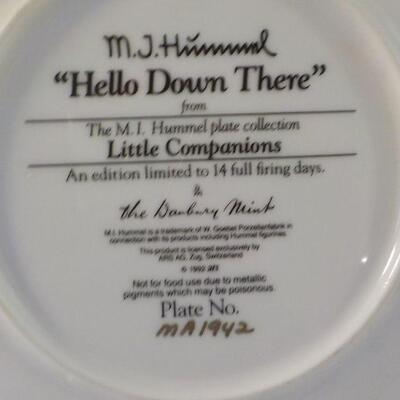 M.J.Hummel
“Hello Down There”
from
The M.I. Hummel plate collection
Little Companions
An edition limited to 14 full firing days.
the Danbury Mint
M.I. Hummel is a trademark of W. Goebel Porzellanfabrik in
connection with its products including Hummel figurines.
This product is licensed exclusively by
ARS AG, Zug, Switzerland
© 1992
Not for food use due to metallic
pigments which may be poisonous.
Plate No.
MA1942